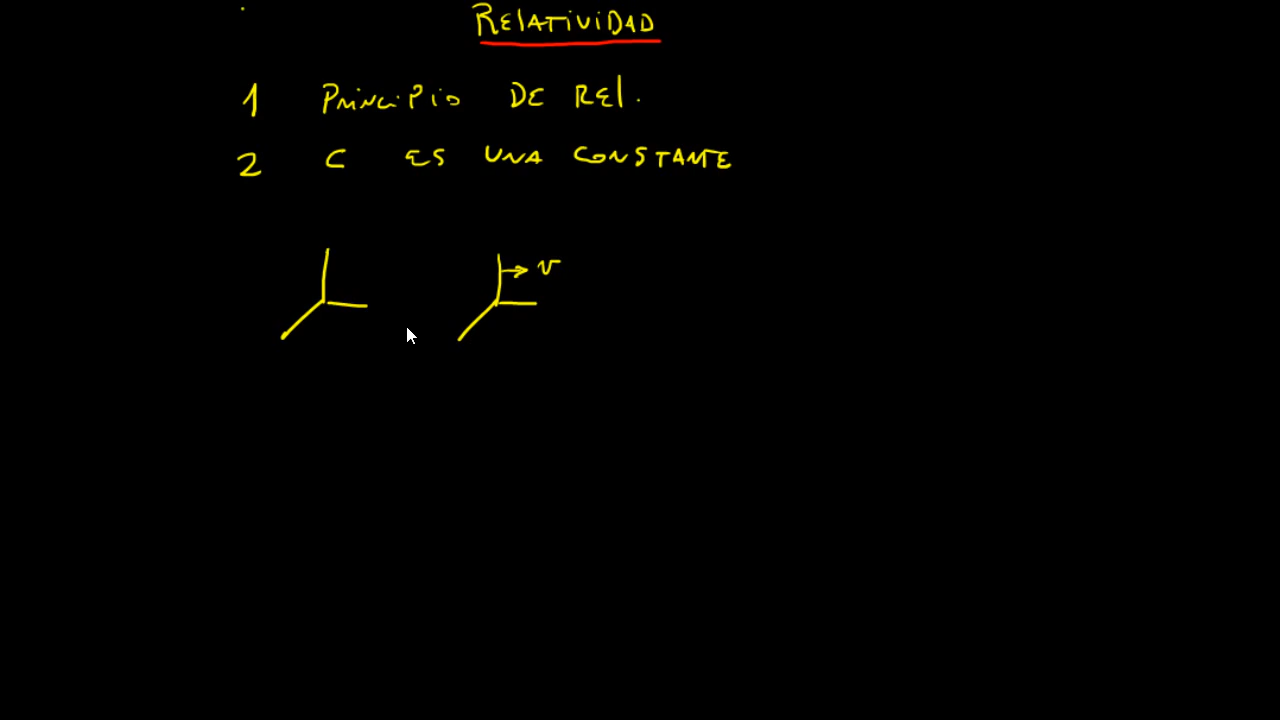 RELATIVIDAD
1 PRINCIPIO DE REL.
2 C ES UNA CONSTANTE
v